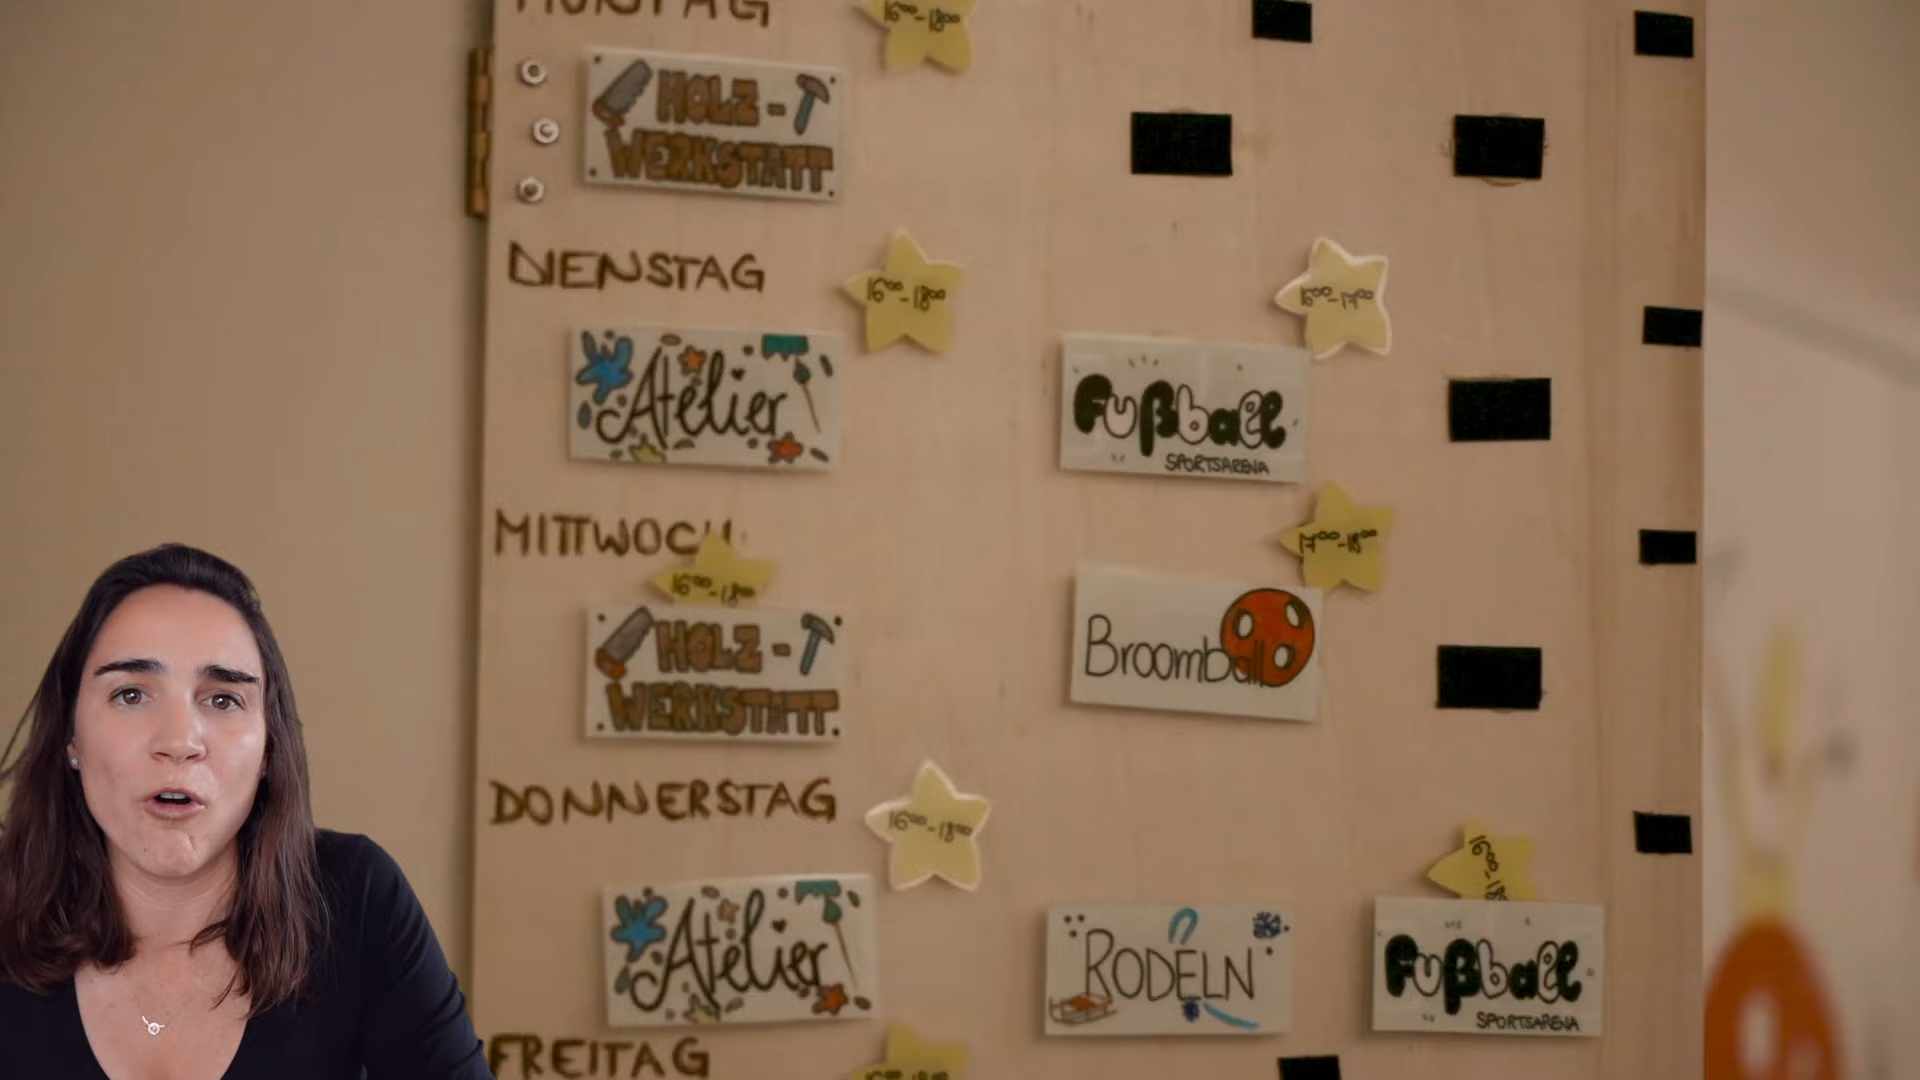 MONTAG
16⁰⁰-18⁰⁰
HOLZ-
WERKSTATT
DIENSTAG
16⁰⁰-18⁰⁰
16⁰⁰-17⁰⁰
Atelier
Fußball
SPORTSARENA
MITTWOCH
16⁰⁰-18⁰⁰
17⁰⁰-18⁰⁰
HOLZ-
WERKSTATT
Broomball
DONNERSTAG
16⁰⁰-18⁰⁰
Atelier
RODELN
Fußball
SPORTSARENA
FREITAG